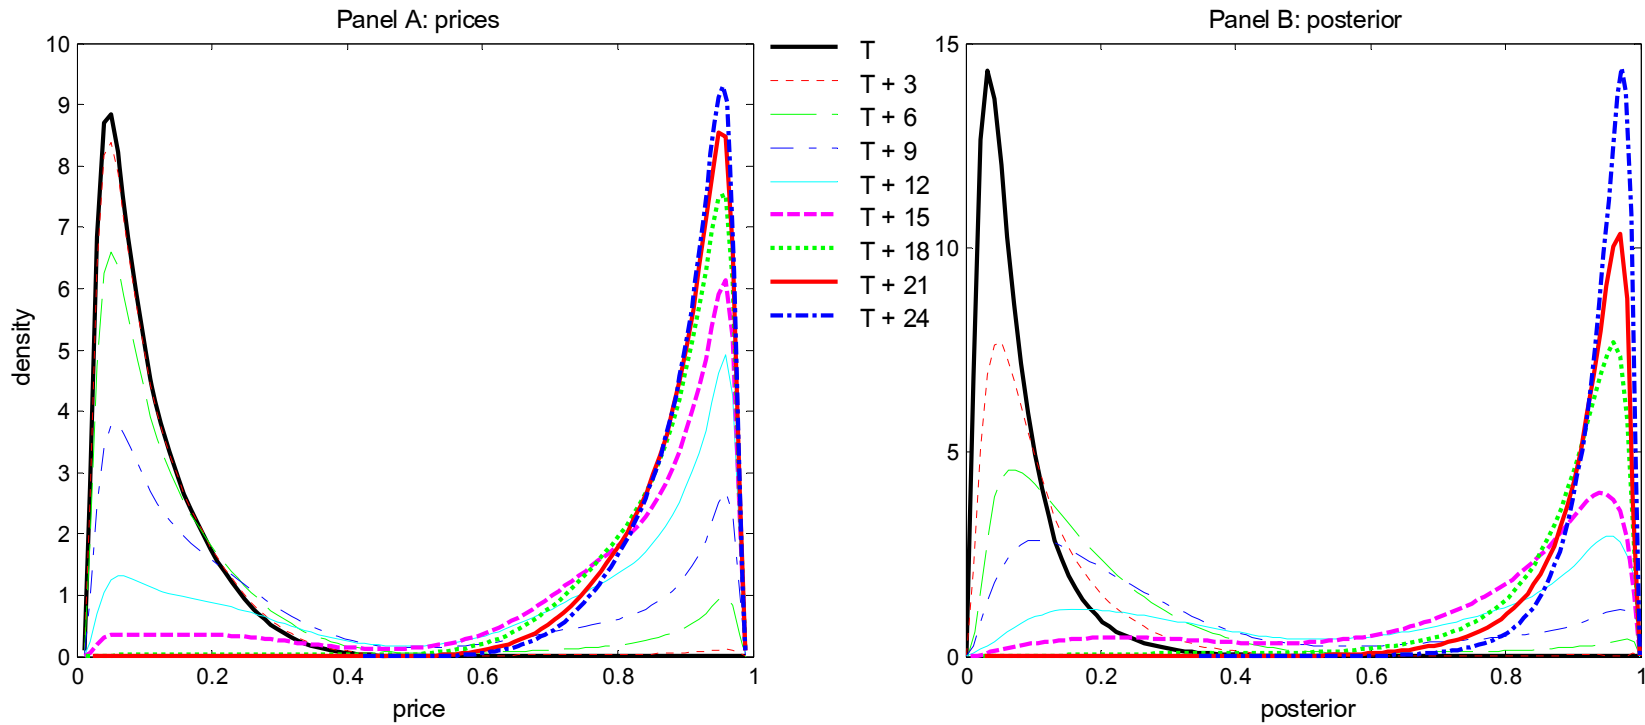 Panel A: prices
10
9
8
7
6
5
4
3
2
1
0
density
0
0.2
0.4
0.6
0.8
1
price
T
T + 3
T + 6
T + 9
T + 12
T + 15
T + 18
T + 21
T + 24
Panel B: posterior
15
10
5
0
0
0.2
0.4
0.6
0.8
1
posterior